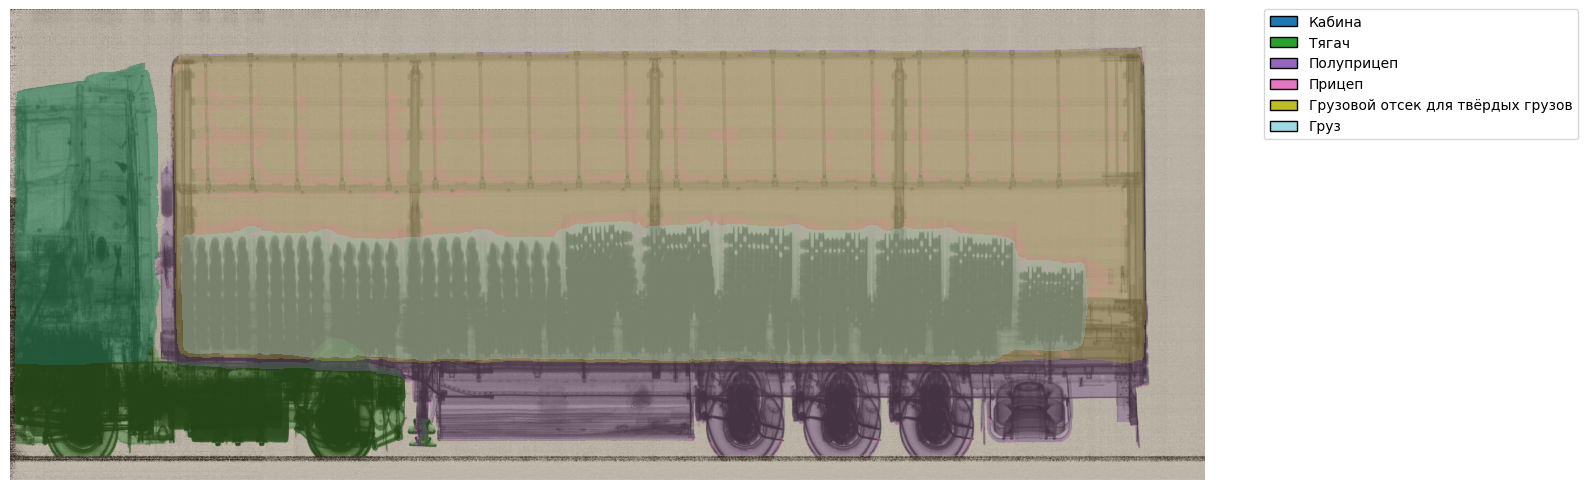 Кабина
Тягач
Полуприцеп
Прицеп
Грузовой отсек для твёрдых грузов
Груз